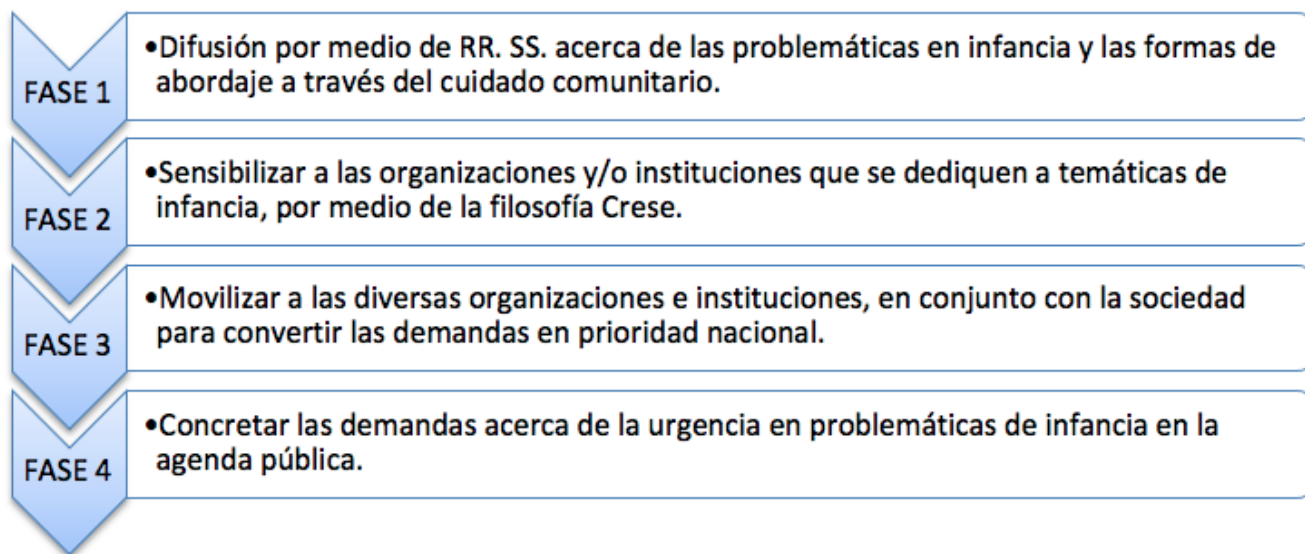 FASE 1
•Difusión por medio de RR. SS. acerca de las problemáticas en infancia y las formas de
abordaje a través del cuidado comunitario.
FASE 2
•Sensibilizar a las organizaciones y/o instituciones que se dediquen a temáticas de
infancia, por medio de la filosofía Crese.
FASE 3
•Movilizar a las diversas organizaciones e instituciones, en conjunto con la sociedad
para convertir las demandas en prioridad nacional.
FASE 4
•Concretar las demandas acerca de la urgencia en problemáticas de infancia en la
agenda pública.